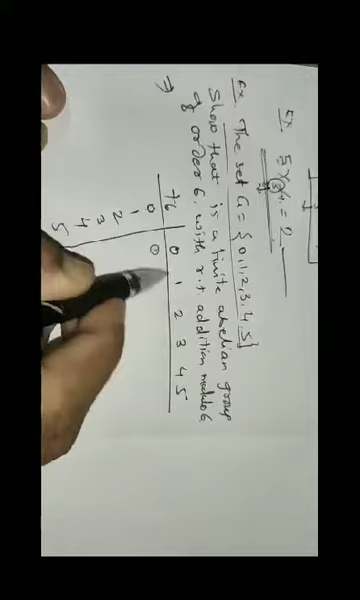 Ex. 5 X₃ 4 = 2
Ex. The set G = {0,1,2,3,4,5}
Show that is a finite abelian group
of order 6, with r.t. addition modulo 6
⇒
+6 0 1 2 3 4 5
0 0
1
2
3
4
5